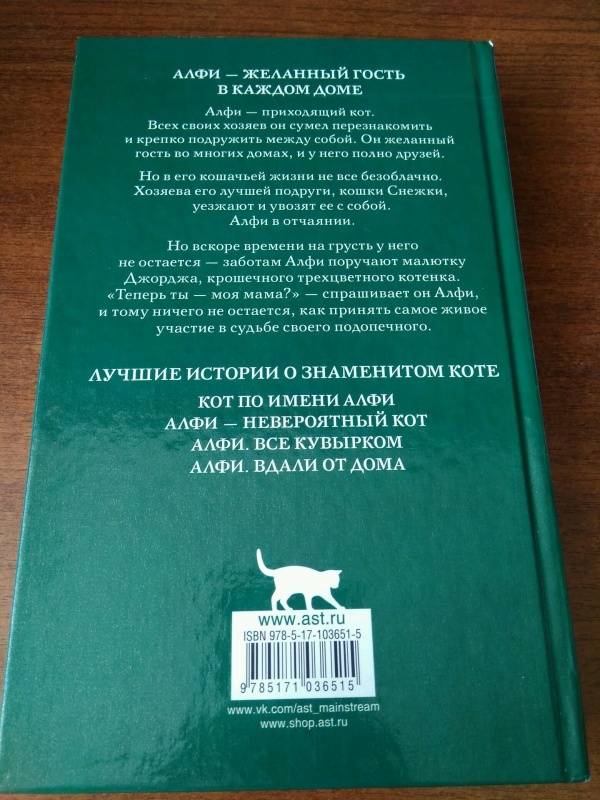 АЛФИ — ЖЕЛАННЫЙ ГОСТЬ
В КАЖДОМ ДОМЕ
Алфи — приходящий кот.
Всех своих хозяев он сумел перезнакомить
и крепко подружить между собой. Он желанный
гость во многих домах, и у него полно друзей.
Но в его кошачьей жизни не все безоблачно.
Хозяева его лучшей подруги, кошки Снежки,
уезжают и увозят ее с собой.
Алфи в отчаянии.
Но вскоре времени на грусть у него
не остается — заботам Алфи поручают малютку
Джорджа, крошечного трехцветного котенка.
«Теперь ты — моя мама?» — спрашивает он Алфи,
и тому ничего не остается, как принять самое живое
участие в судьбе своего подопечного.
ЛУЧШИЕ ИСТОРИИ О ЗНАМЕНИТОМ КОТЕ
КОТ ПО ИМЕНИ АЛФИ
АЛФИ — НЕВЕРОЯТНЫЙ КОТ
АЛФИ. ВСЕ КУВЫРКОМ
АЛФИ. ВДАЛИ ОТ ДОМА
www.ast.ru
ISBN 978-5-17-103651-5
9 785171 036515
www.vk.com/ast_mainstream
www.shop.ast.ru